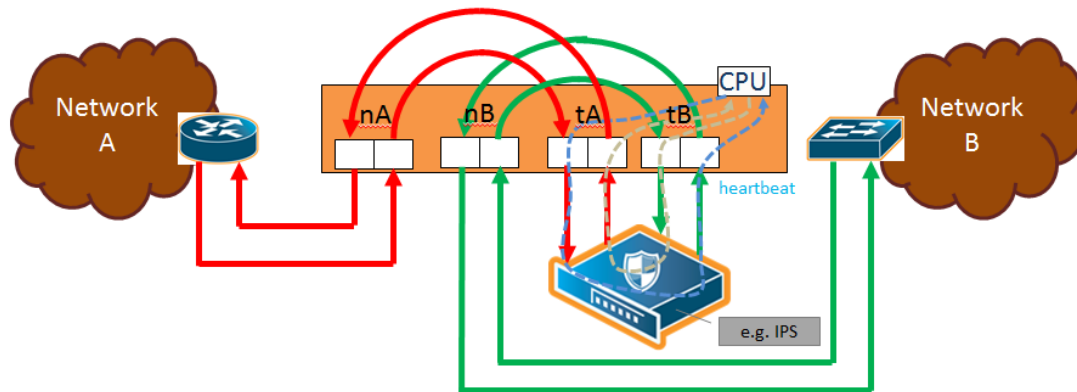 CPU
Network
A
nA
nB
tA
tB
Network
B
heartbeat
e.g. IPS